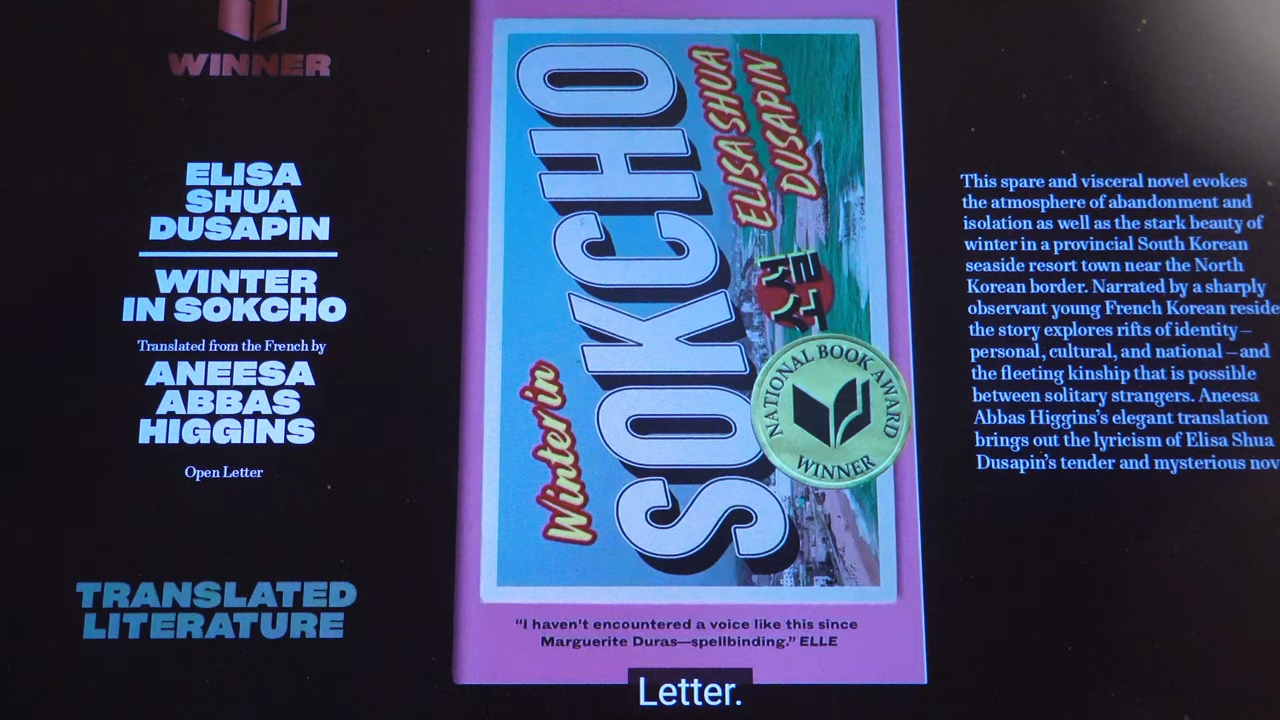 WINNER
ELISA
SHUA
DUSAPIN
WINTER
IN SOKCHO
Translated from the French by
ANEESA
ABBAS
HIGGINS
Open Letter
TRANSLATED
LITERATURE
Winter in
SOKCHO
ELISA SHUA
DUSAPIN
NATIONAL BOOK AWARD
WINNER
“I haven’t encountered a voice like this since
Marguerite Duras—spellbinding.” ELLE
This spare and visceral novel evokes
the atmosphere of abandonment and
isolation as well as the stark beauty of
winter in a provincial South Korean
seaside resort town near the North
Korean border. Narrated by a sharply
observant young French Korean reside
the story explores rifts of identity—
personal, cultural, and national—and
the fleeting kinship that is possible
between solitary strangers. Aneesa
Abbas Higgins’s elegant translation
brings out the lyricism of Elisa Shua
Dusapin’s tender and mysterious nov
Letter.